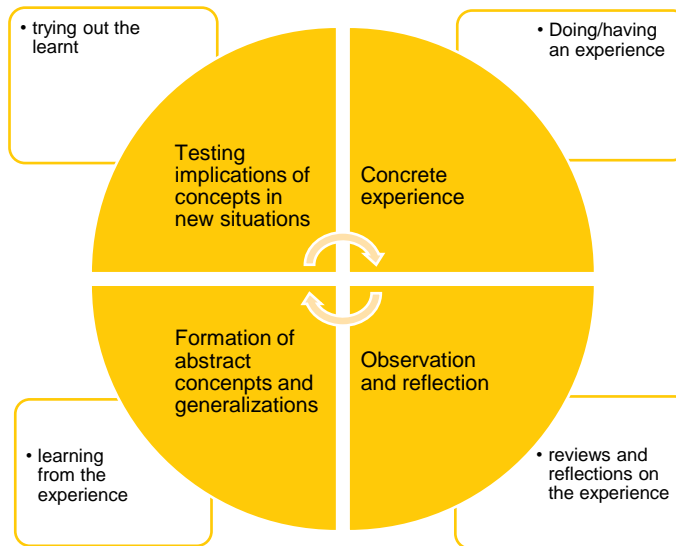 • trying out the
learnt
• Doing/having
an experience
Testing
implications of
concepts in
new situations
Concrete
experience
Formation of
abstract
concenpts and
generalizations
Observation
and reflection
• learning
from the
experience
• reviews and
reflections on
the experience